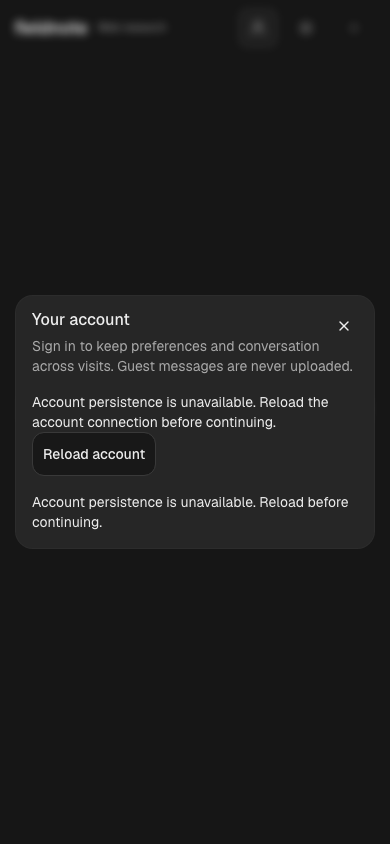 Your account
Sign in to keep preferences and conversation
across visits. Guest messages are never uploaded.
Account persistence is unavailable. Reload the
account connection before continuing.
Reload account
Account persistence is unavailable. Reload before
continuing.